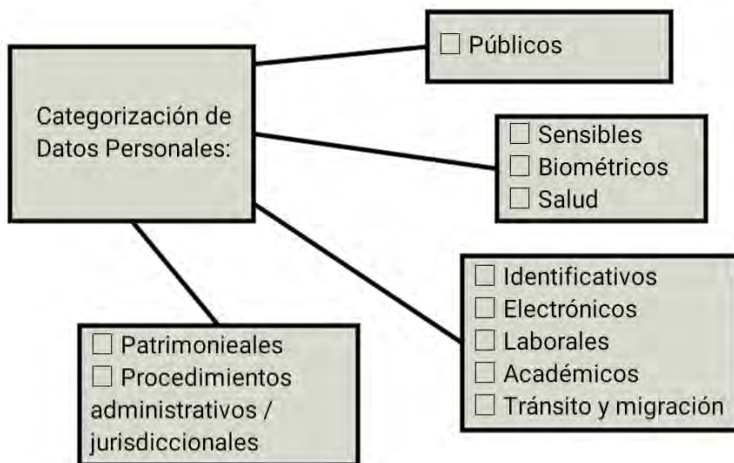 Categorización de
Datos Personales:
☐ Públicos
☐ Sensibles
☐ Biométricos
☐ Salud
☐ Identificativos
☐ Electrónicos
☐ Laborales
☐ Académicos
☐ Tránsito y migración
☐ Patrimonieales
☐ Procedimientos
administrativos /
jurisdiccionales